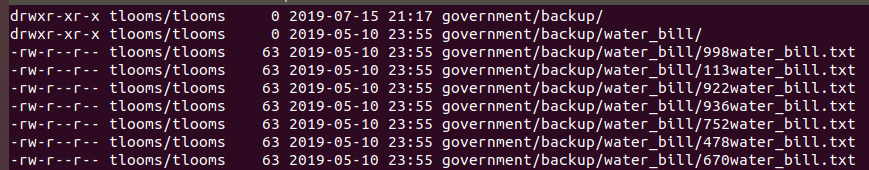 drwxr-xr-x tlooms/tlooms     0 2019-07-15 21:17 government/backup/
drwxr-xr-x tlooms/tlooms     0 2019-05-10 23:55 government/backup/water_bill/
-rw-r--r-- tlooms/tlooms    63 2019-05-10 23:55 government/backup/water_bill/998water_bill.txt
-rw-r--r-- tlooms/tlooms    63 2019-05-10 23:55 government/backup/water_bill/113water_bill.txt
-rw-r--r-- tlooms/tlooms    63 2019-05-10 23:55 government/backup/water_bill/922water_bill.txt
-rw-r--r-- tlooms/tlooms    63 2019-05-10 23:55 government/backup/water_bill/936water_bill.txt
-rw-r--r-- tlooms/tlooms    63 2019-05-10 23:55 government/backup/water_bill/752water_bill.txt
-rw-r--r-- tlooms/tlooms    63 2019-05-10 23:55 government/backup/water_bill/478water_bill.txt
-rw-r--r-- tlooms/tlooms    63 2019-05-10 23:55 government/backup/water_bill/670water_bill.txt